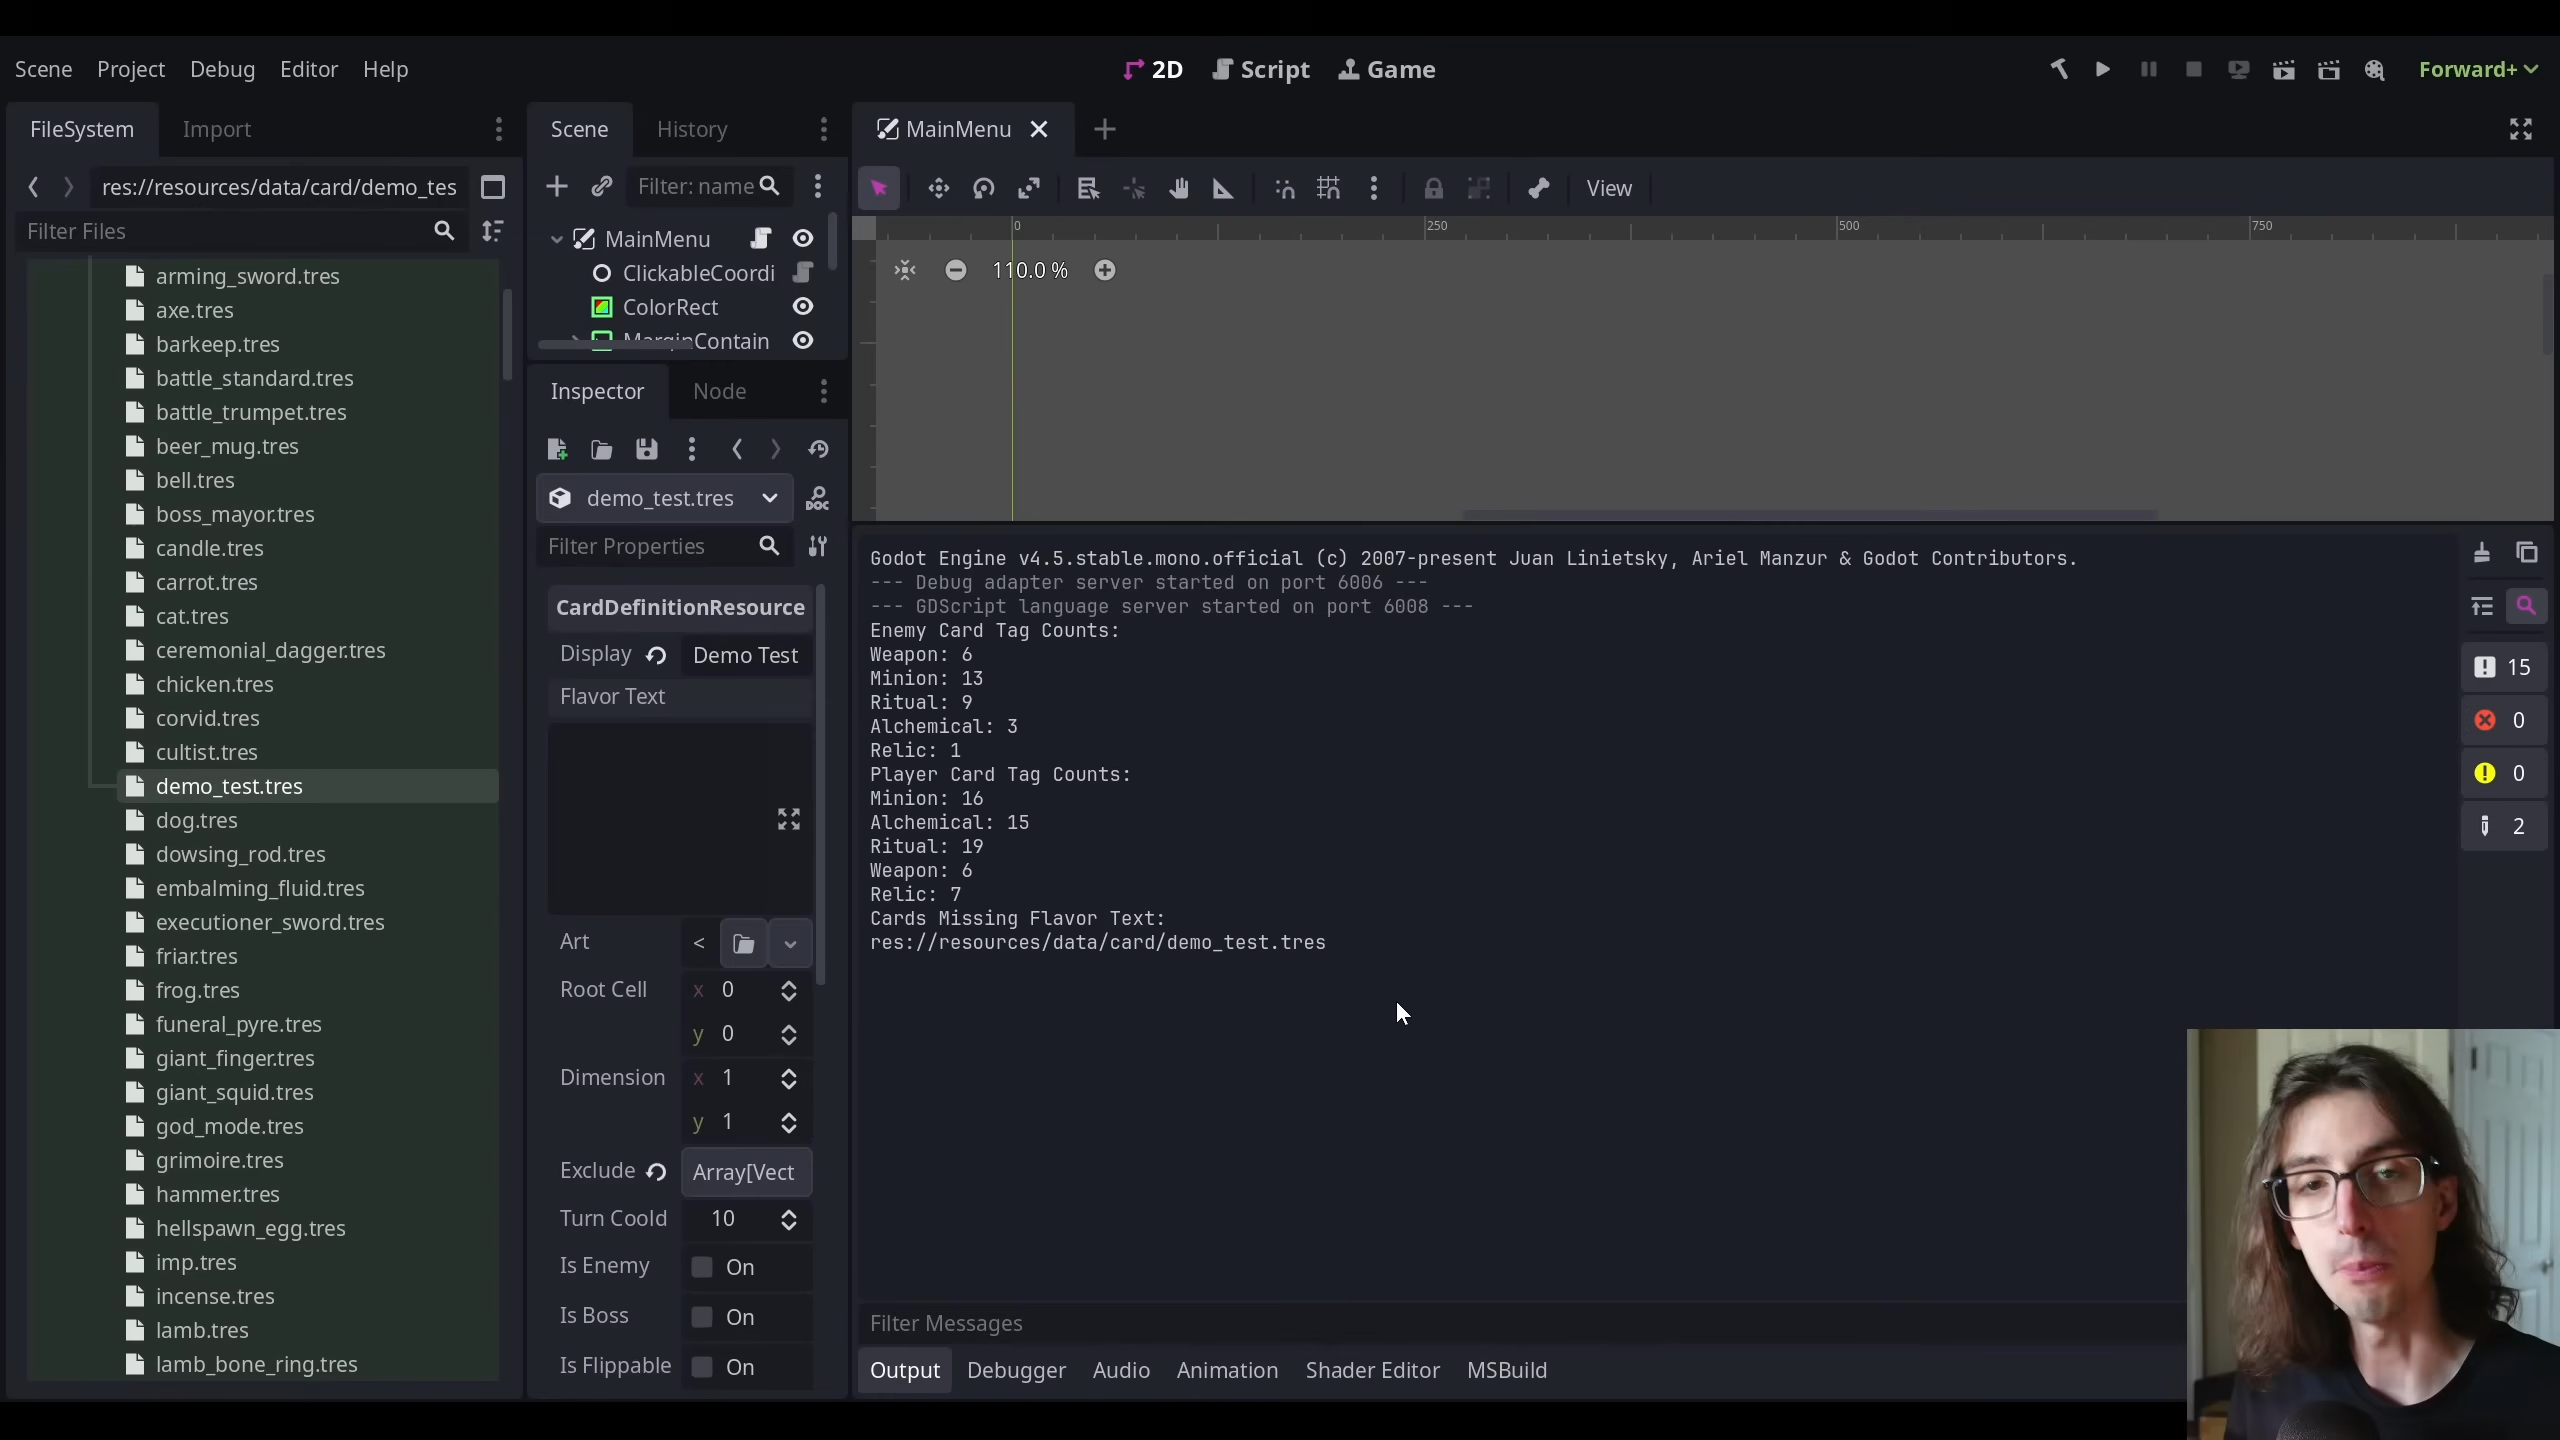 Scene Project Debug Editor Help
2D Script Game
Forward+
FileSystem Import
res://resources/data/card/demo_tes
Filter Files
arming_sword.tres
axe.tres
barkeep.tres
battle_standard.tres
battle_trumpet.tres
beer_mug.tres
bell.tres
boss_mayor.tres
candle.tres
carrot.tres
cat.tres
ceremonial_dagger.tres
chicken.tres
corvid.tres
cultist.tres
demo_test.tres
dog.tres
dowsing_rod.tres
embalming_fluid.tres
executioner_sword.tres
friar.tres
frog.tres
funeral_pyre.tres
giant_finger.tres
giant_squid.tres
god_mode.tres
grimoire.tres
hammer.tres
hellspawn_egg.tres
imp.tres
incense.tres
lamb.tres
lamb_bone_ring.tres
Scene History
Filter: name
MainMenu
ClickableCoordi
ColorRect
MarginContain
Inspector Node
demo_test.tres
DOC
Filter Properties
CardDefinitionResource
Display Demo Test
Flavor Text
Art <
Root Cell x 0
y 0
Dimension x 1
y 1
Exclude Array[Vect
Turn Coold 10
Is Enemy On
Is Boss On
Is Flippable On
MainMenu
View
0 250 500 750
110.0 %
Godot Engine v4.5.stable.mono.official (c) 2007-present Juan Linietsky, Ariel Manzur & Godot Contributors.
--- Debug adapter server started on port 6006 ---
--- GDScript language server started on port 6008 ---
Enemy Card Tag Counts:
Weapon: 6
Minion: 13
Ritual: 9
Alchemical: 3
Relic: 1
Player Card Tag Counts:
Minion: 16
Alchemical: 15
Ritual: 19
Weapon: 6
Relic: 7
Cards Missing Flavor Text:
res://resources/data/card/demo_test.tres
15
0
0
2
Filter Messages
Output Debugger Audio Animation Shader Editor MSBuild